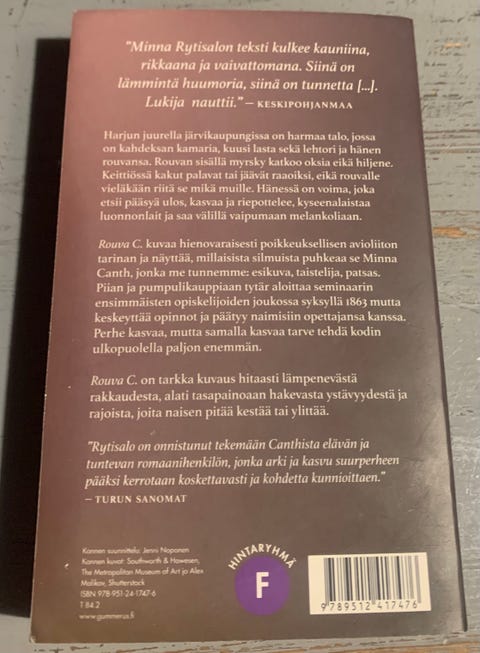 "Minna Rytisalon teksti kulkee kauniina,
rikkaana ja vaivattomana. Siinä on
lämmintä huumoria, siinä on tunnetta [...].
Lukija nauttii." – KESKIPOHJANMAA
Harjun juurella järvikaupungissa on harmaa talo, jossa
on kahdeksan kamaria, kuusi lasta sekä lehtori ja hänen
rouvansa. Rouvan sisällä myrsky katkoo oksia eikä hiljene.
Keittiössä kakut palavat tai jäävät raaoiksi, eikä rouvalle
vieläkään riitä se mikä muille. Hänessä on voima, joka
etsii pääsyä ulos, kasvaa ja riepottelee, kyseenalaistaa
luonnonlait ja saa välillä vaipumaan melankoliaan.
Rouva C. kuvaa hienovaraisesti poikkeuksellisen avioliiton
tarinan ja näyttää, millaisista silmuista puhkeaa se Minna
Canth, jonka me tunnemme: esikuva, taistelija, patsas.
Piian ja pumpulikauppiaan tytär aloittaa seminaarin
ensimmäisten opiskelijoiden joukossa syksyllä 1863 mutta
keskeyttää opinnot ja päätyy naimisiin opettajansa kanssa.
Perhe kasvaa, mutta samalla kasvaa tarve tehdä kodin
ulkopuolella paljon enemmän.
Rouva C. on tarkka kuvaus hitaasti lämpenevästä
rakkaudesta, alati tasapainoaan hakevasta ystävyydestä ja
rajoista, joita naisen pitää kestää tai ylittää.
"Rytisalo on onnistunut tekemään Canthista elävän ja
tuntevan romaanihenkilön, jonka arki ja kasvu suurperheen
pääksi kerrotaan koskettavasti ja kohdetta kunnioittaen."
– TURUN SANOMAT
Kannen suunnittelu: Jenni Noponen
Kannen kuvat: Southworth & Hawesen,
The Metropolitan Museum of Art ja Alex
Malikov, Shutterstock
ISBN 978-951-24-1747-6
T 84.2
www.gummerus.fi
HINTARYHMÄ
F
9789512417476